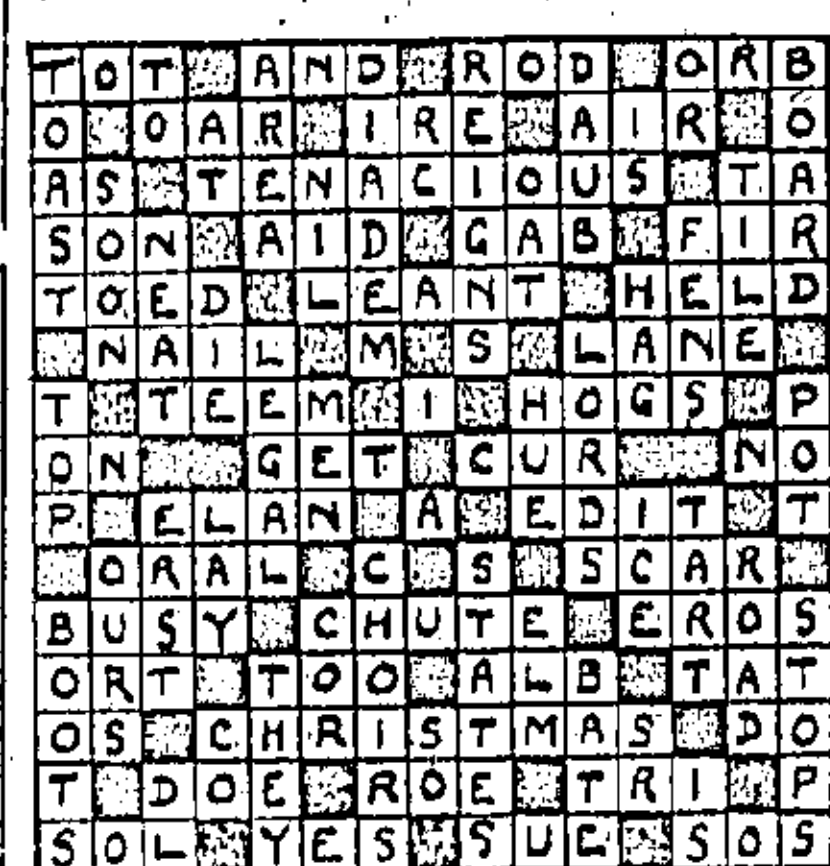 TOT AND ROD ORB
O OAR IRE AIR O
AS TENACIOUS TA
SON AID GAB FIR
TOED LEANT HELD
NAIL M S LANE
T TEEM I HOGS P
ON GET CUR NO
P ELAN A EDIT T
ORAL C S SCAR
BUSY CHUTE EROS
ORT TOO ALB TAT
OS CHRISTMAS DO
T DOE ROE TRI P
SOL YES SUE SOS